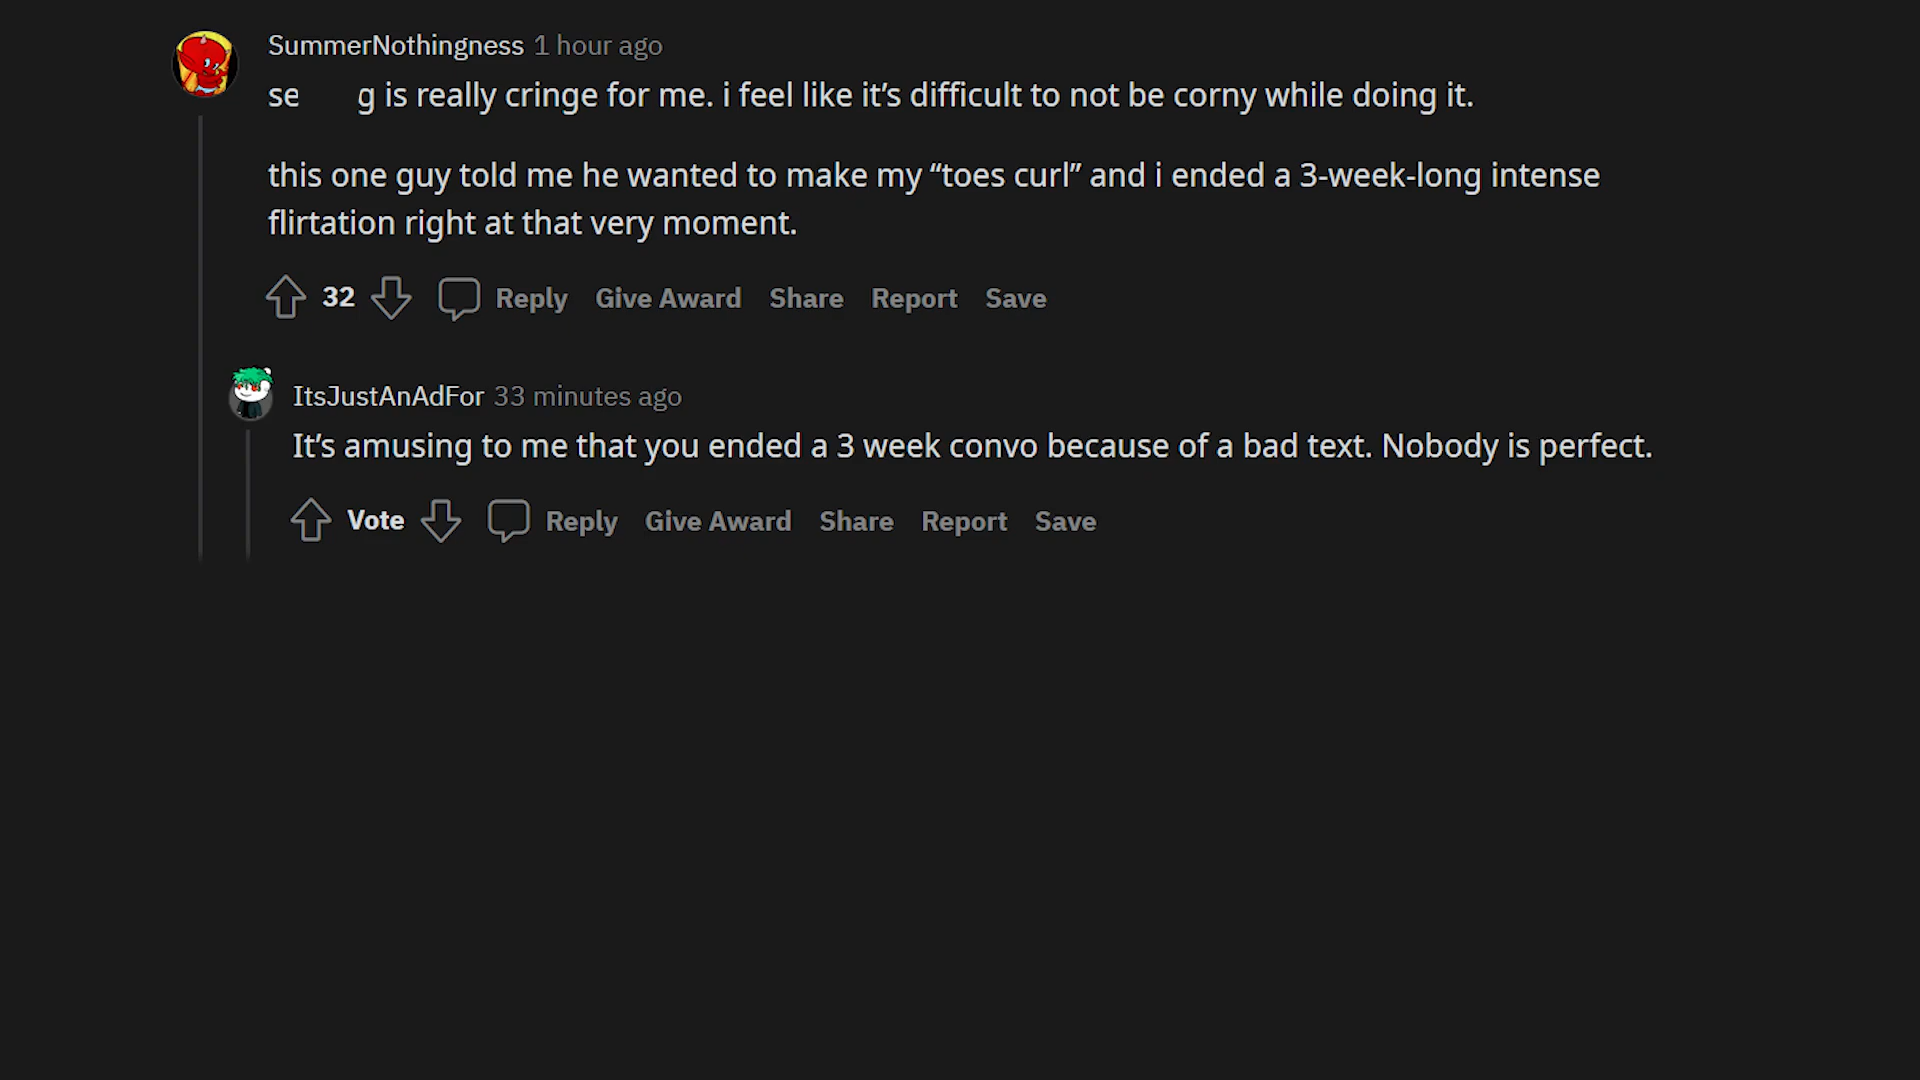 SummerNothingness 1 hour ago
se g is really cringe for me. i feel like it’s difficult to not be corny while doing it.
this one guy told me he wanted to make my “toes curl” and i ended a 3-week-long intense
flirtation right at that very moment.
32 Reply Give Award Share Report Save
ItsJustAnAdFor 33 minutes ago
It’s amusing to me that you ended a 3 week convo because of a bad text. Nobody is perfect.
Vote Reply Give Award Share Report Save